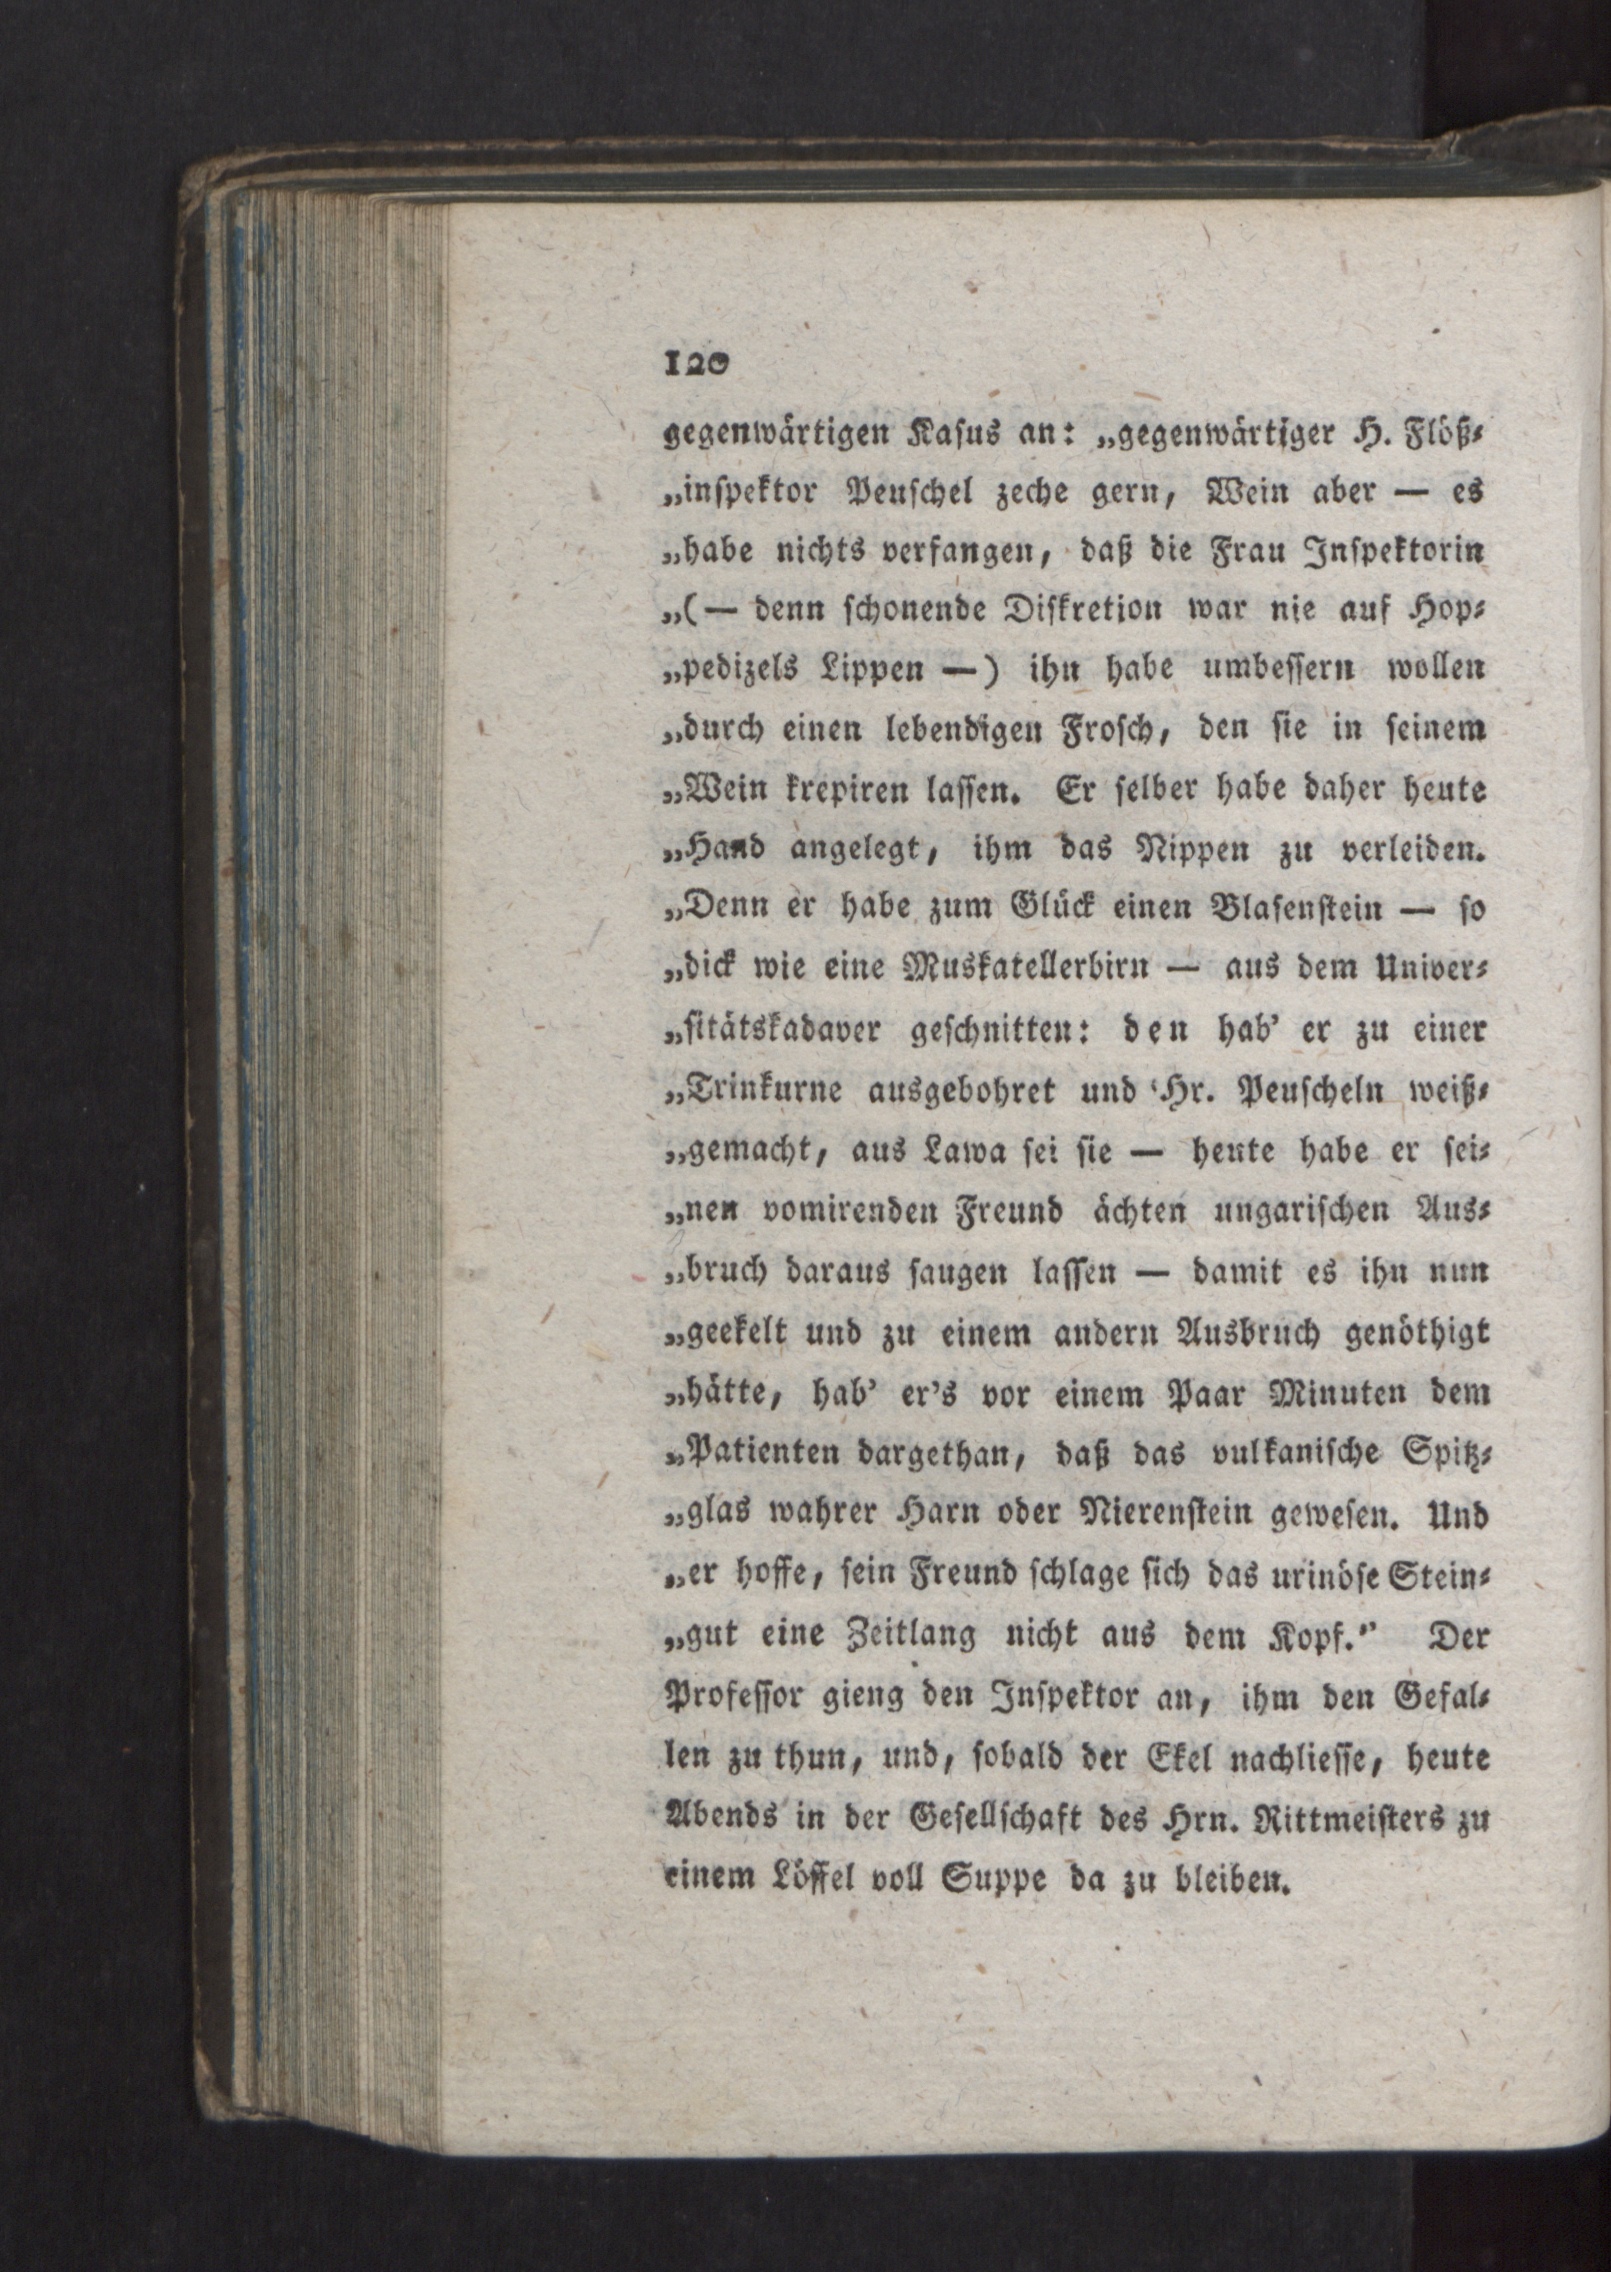 120
gegenwärtigen Kasus an: „gegenwärtiger H. Flöß-
„inspektor Peuschel zeche gern, Wein aber — es
„habe nichts verfangen, daß die Frau Inspektorin
„(— denn schonende Diskretion war nie auf Hop-
„pedizels Lippen —) ihn habe umbessern wollen
„durch einen lebendigen Frosch, den sie in seinem
„Wein krepiren lassen. Er selber habe daher heute
„Hand angelegt, ihm das Nippen zu verleiden.
„Denn er habe zum Glück einen Blasenstein — so
„dick wie eine Muskatellerbirn — aus dem Univer-
„sitätskadaver geschnitten: den hab' er zu einer
„Trinkurne ausgebohret und Hr. Peuscheln weiß-
„gemacht, aus Lawa sei sie — heute habe er sei-
„nen vomirenden Freund ächten ungarischen Aus-
„bruch daraus saugen lassen — damit es ihn nun
„geekelt und zu einem andern Ausbruch genöthigt
„hätte, hab' er's vor einem Paar Minuten dem
„Patienten dargethan, daß das vulkanische Spitz-
„glas wahrer Harn oder Nierenstein gewesen. Und
„er hoffe, sein Freund schlage sich das urinöse Stein-
„gut eine Zeitlang nicht aus dem Kopf.“ Der
Professor gieng den Inspektor an, ihm den Gefal-
len zu thun, und, sobald der Ekel nachliesse, heute
Abends in der Gesellschaft des Hrn. Rittmeisters zu
einem Löffel voll Suppe da zu bleiben.